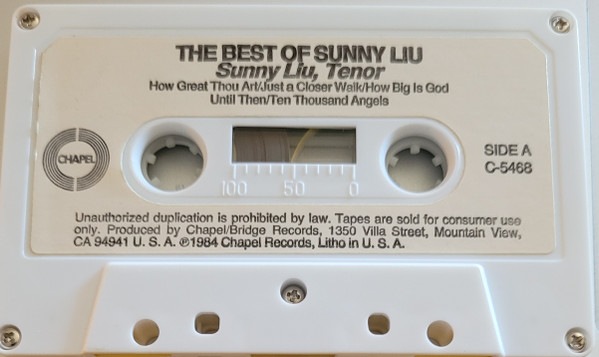 THE BEST OF SUNNY LIU
Sunny Liu, Tenor
How Great Thou Art/Just a Closer Walk/How Big Is God
Until Then/Ten Thousand Angels
CHAPEL
SIDE A
C-5468
100 50 0
Unauthorized duplication is prohibited by law. Tapes are sold for consumer use
only. Produced by Chapel/Bridge Records, 1350 Villa Street, Mountain View,
CA 94941 U. S. A. ℗1984 Chapel Records, Litho in U. S. A.